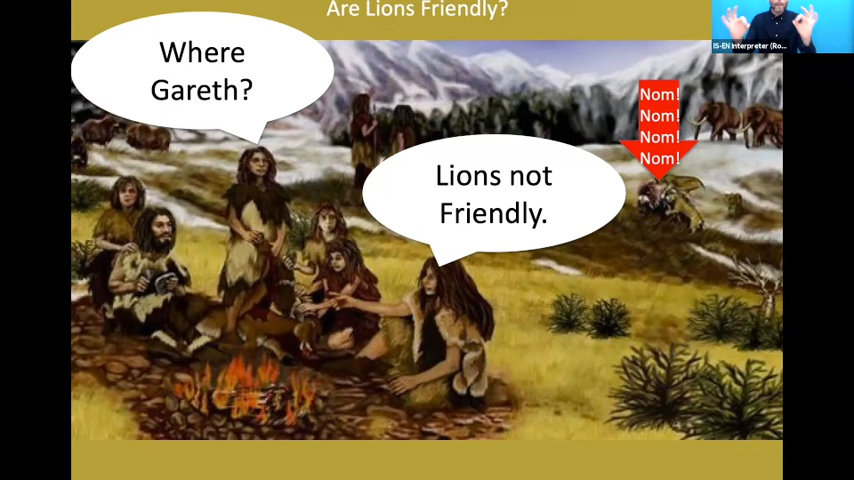 Are Lions Friendly?
IS-EN Interpreter (Ro...
Where
Gareth?
Nom!
Nom!
Nom!
Nom!
Lions not
Friendly.